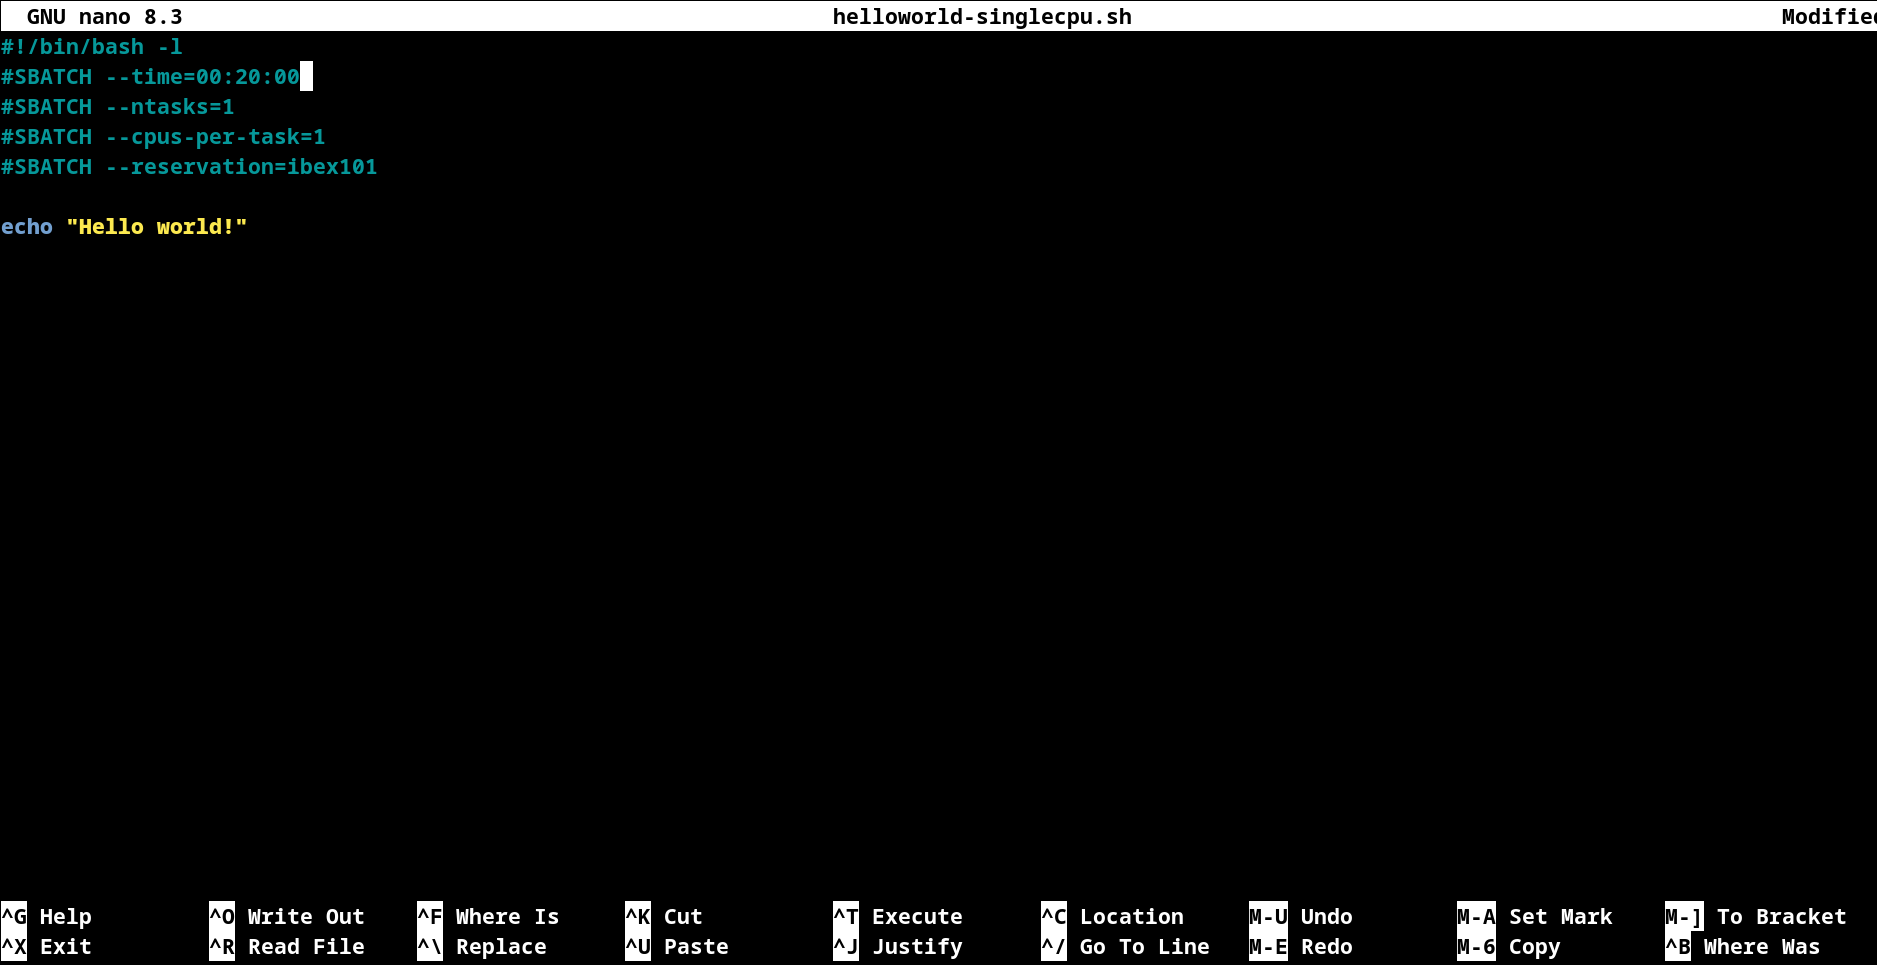 GNU nano 8.3 helloworld-singlecpu.sh Modified
#!/bin/bash -l
#SBATCH --time=00:20:00
#SBATCH --ntasks=1
#SBATCH --cpus-per-task=1
#SBATCH --reservation=ibex101
echo "Hello world!"
^G Help ^O Write Out ^F Where Is ^K Cut ^T Execute ^C Location M-U Undo M-A Set Mark M-] To Bracket
^X Exit ^R Read File ^\ Replace ^U Paste ^J Justify ^/ Go To Line M-E Redo M-6 Copy ^B Where Was